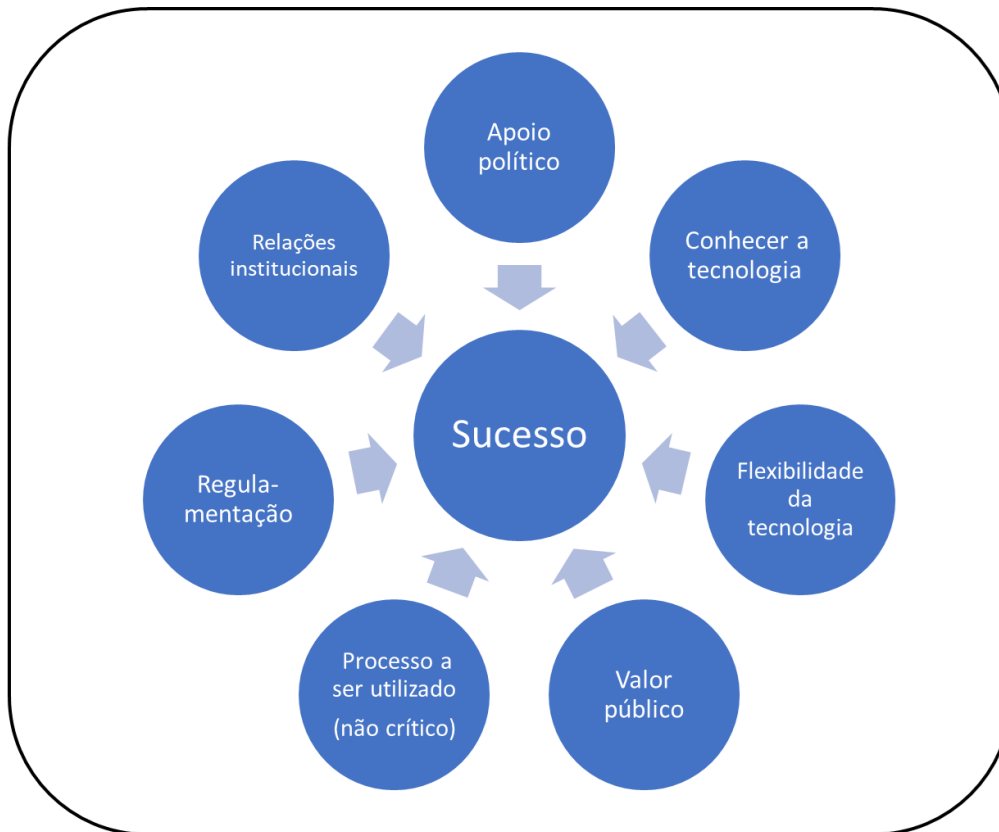 Apoio
político
Conhecer a
tecnologia
Flexibilidade
da
tecnologia
Valor
público
Processo a
ser utilizado
(não crítico)
Regula-
mentação
Relações
institucionais
Sucesso